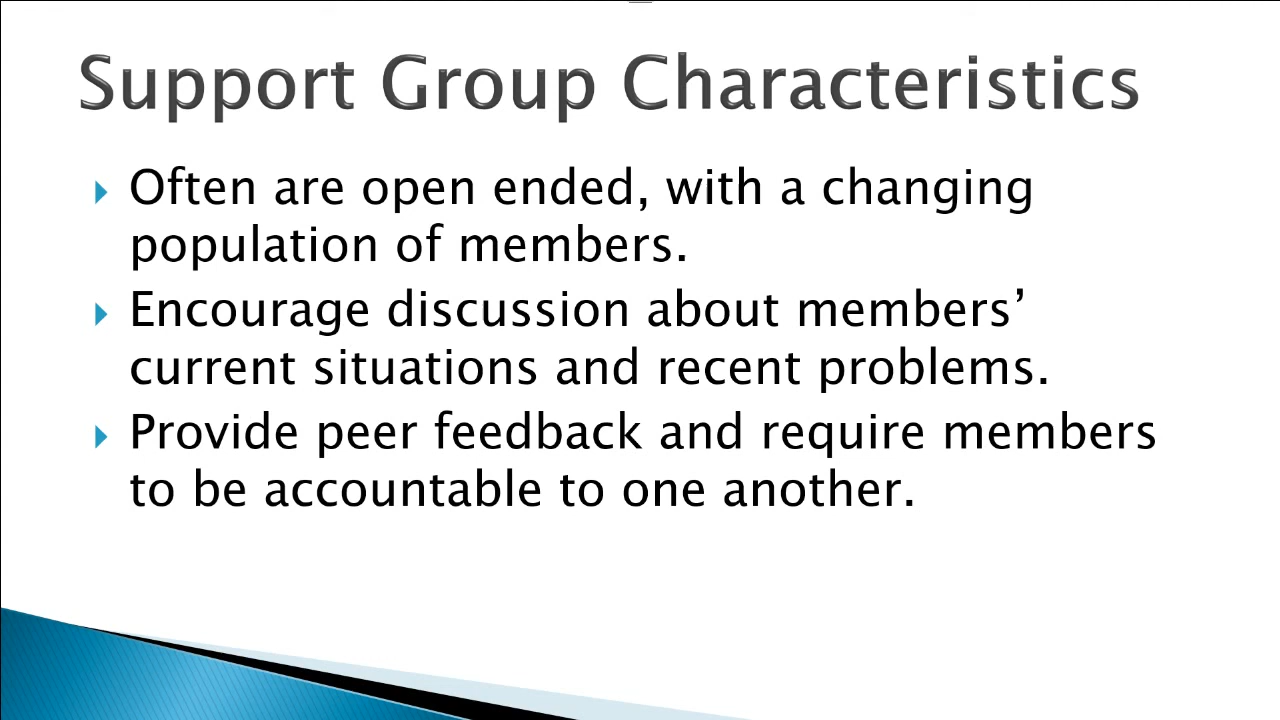 Support Group Characteristics
Often are open ended, with a changing
population of members.
Encourage discussion about members’
current situations and recent problems.
Provide peer feedback and require members
to be accountable to one another.